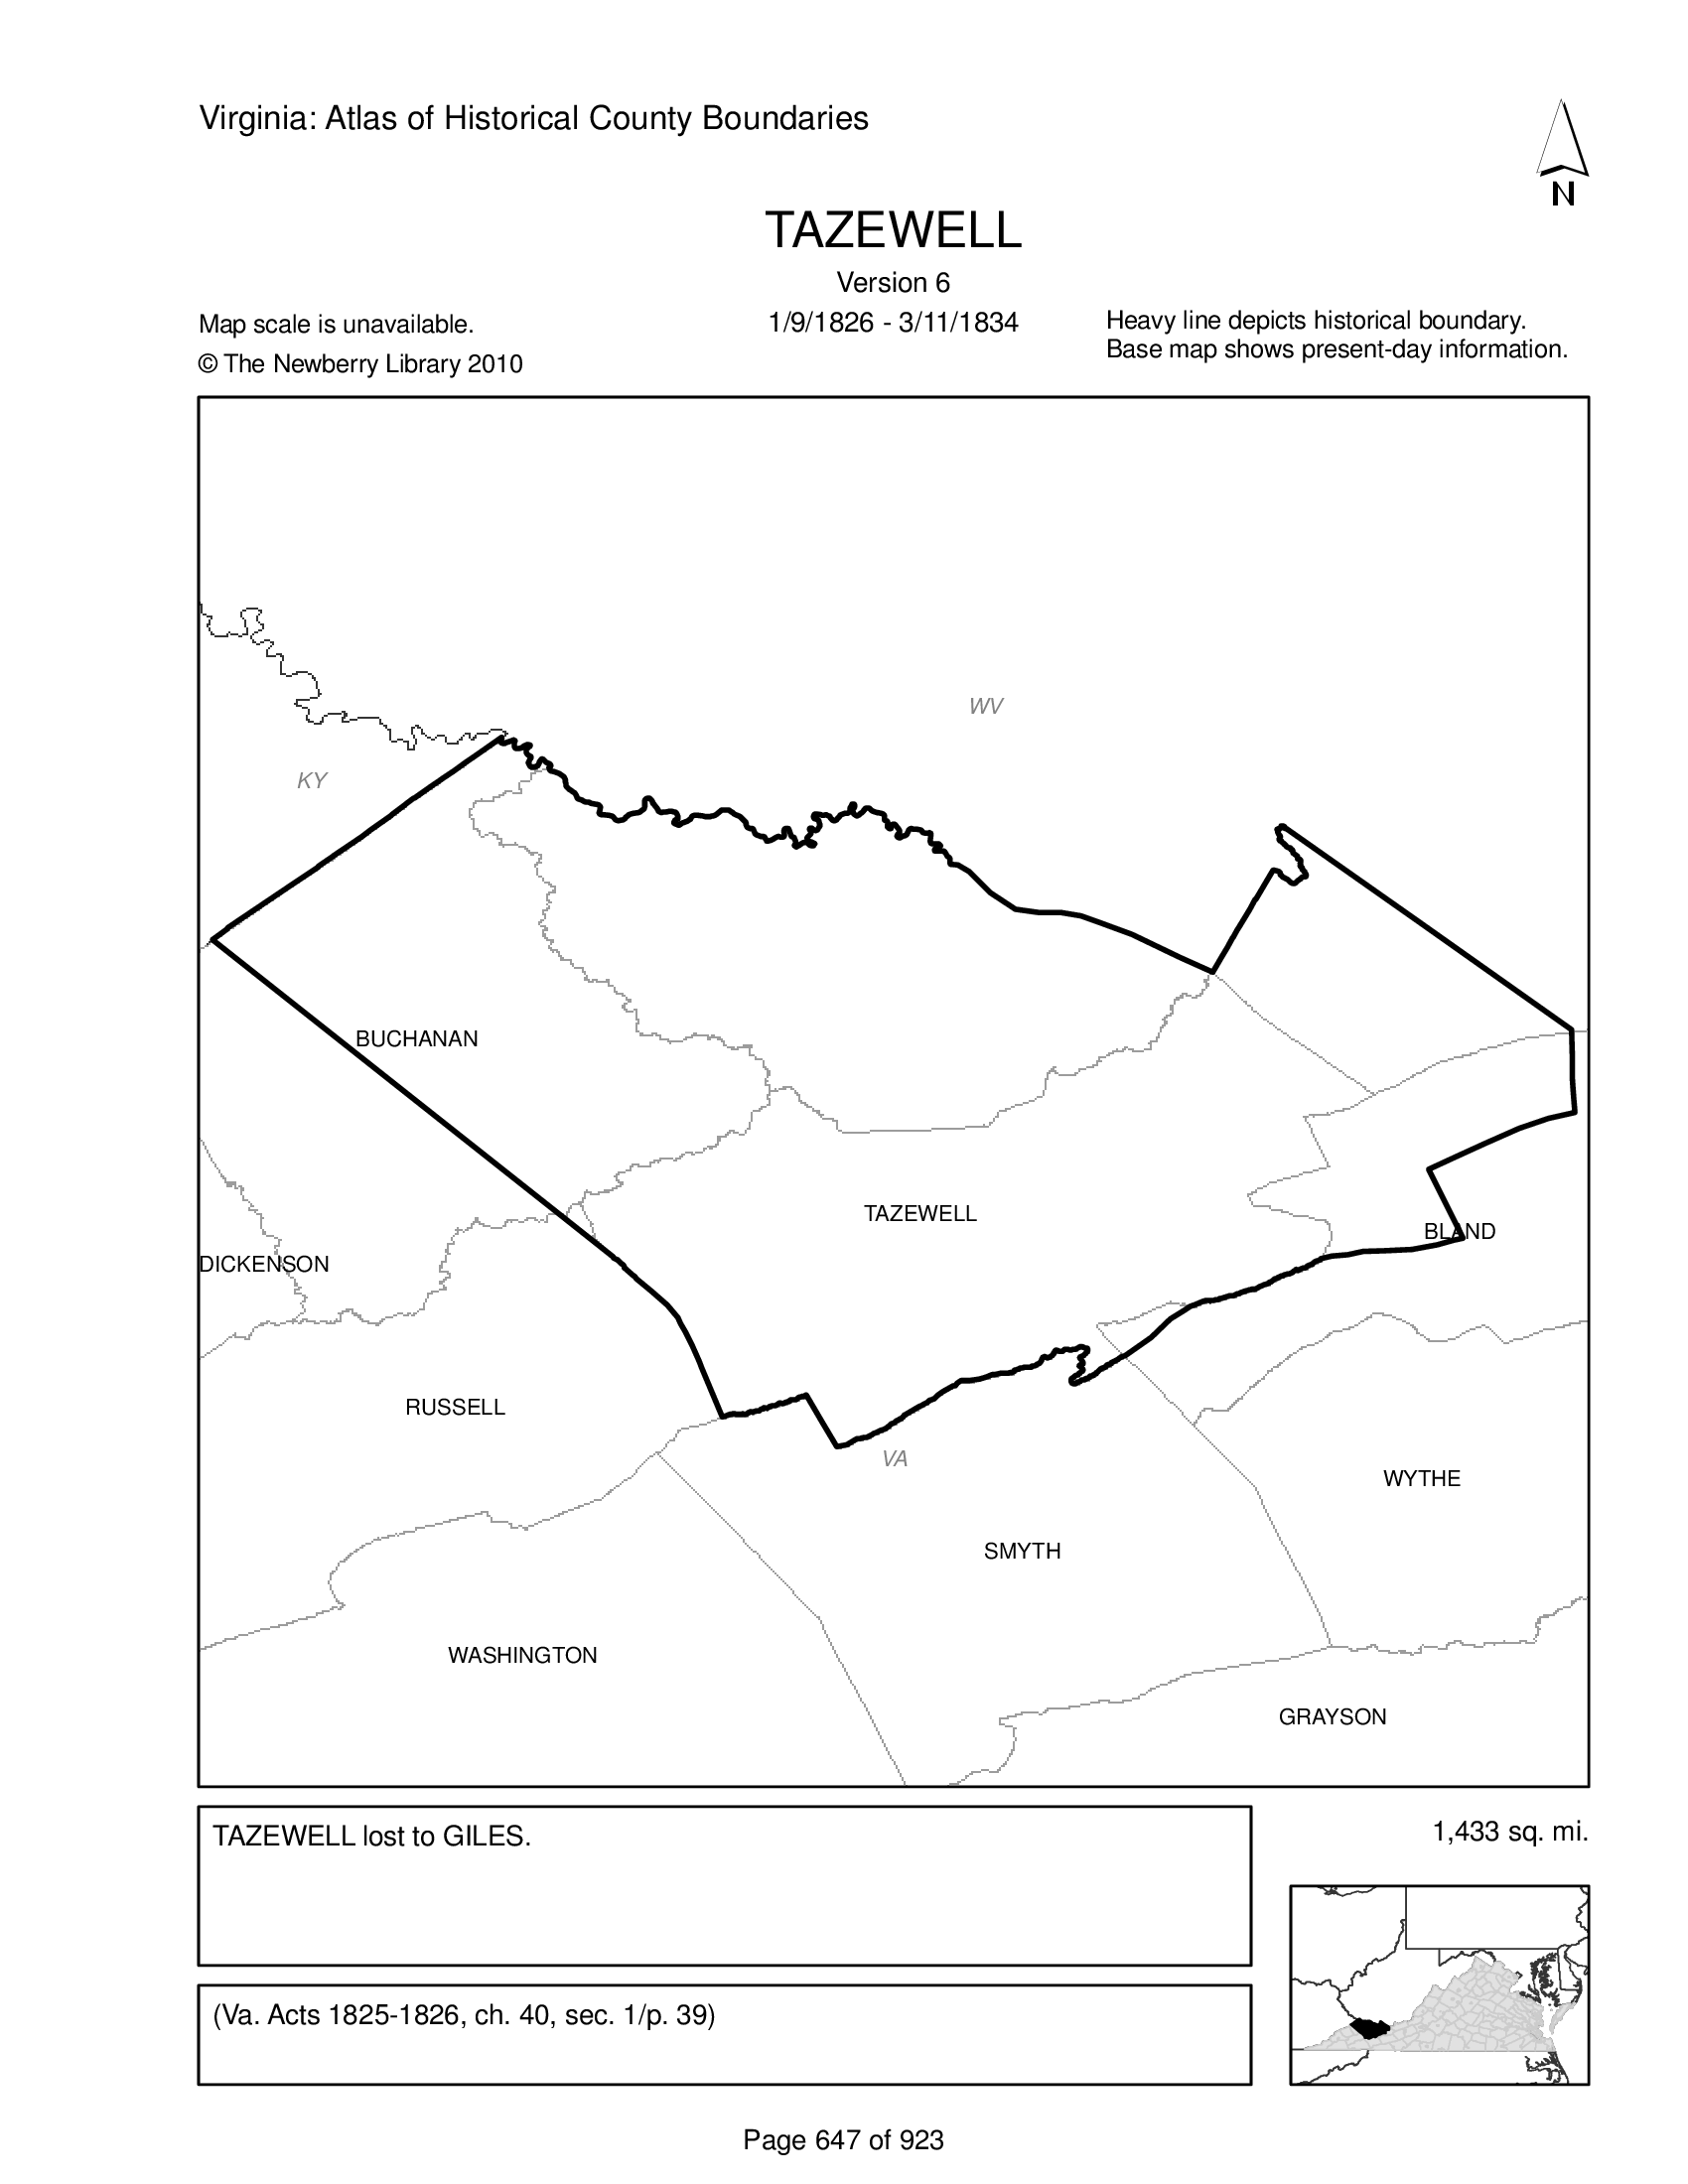 Virginia: Atlas of Historical County Boundaries
N
TAZEWELL
Version 6
1/9/1826 - 3/11/1834
Map scale is unavailable.
© The Newberry Library 2010
Heavy line depicts historical boundary.
Base map shows present-day information.
WV
KY
BUCHANAN
TAZEWELL
BLAND
DICKENSON
RUSSELL
VA
WYTHE
SMYTH
WASHINGTON
GRAYSON
TAZEWELL lost to GILES.
1,433 sq. mi.
(Va. Acts 1825-1826, ch. 40, sec. 1/p. 39)
Page 647 of 923